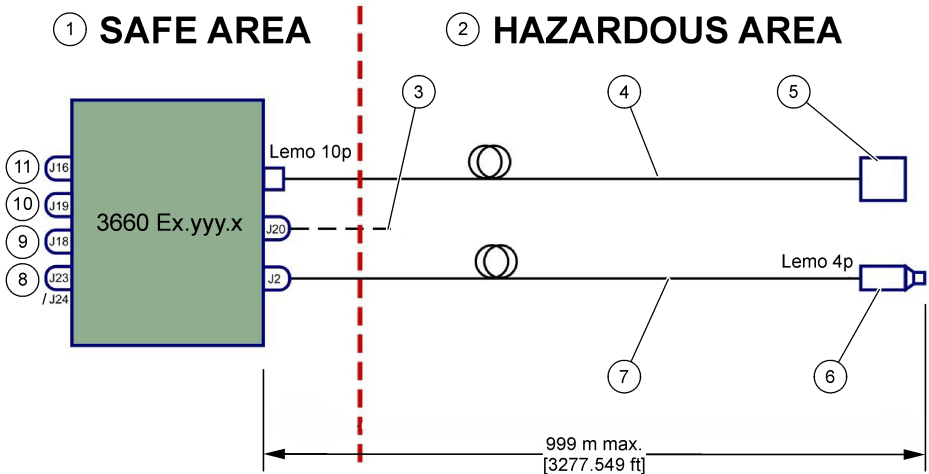 1 SAFE AREA
2 HAZARDOUS AREA
3
4
5
Lemo 10p
11 J16
10 J19
9 J18
8 J23
/J24
3660 Ex.yyy.x
J20
J2
Lemo 4p
7
6
999 m max.
[3277.549 ft]